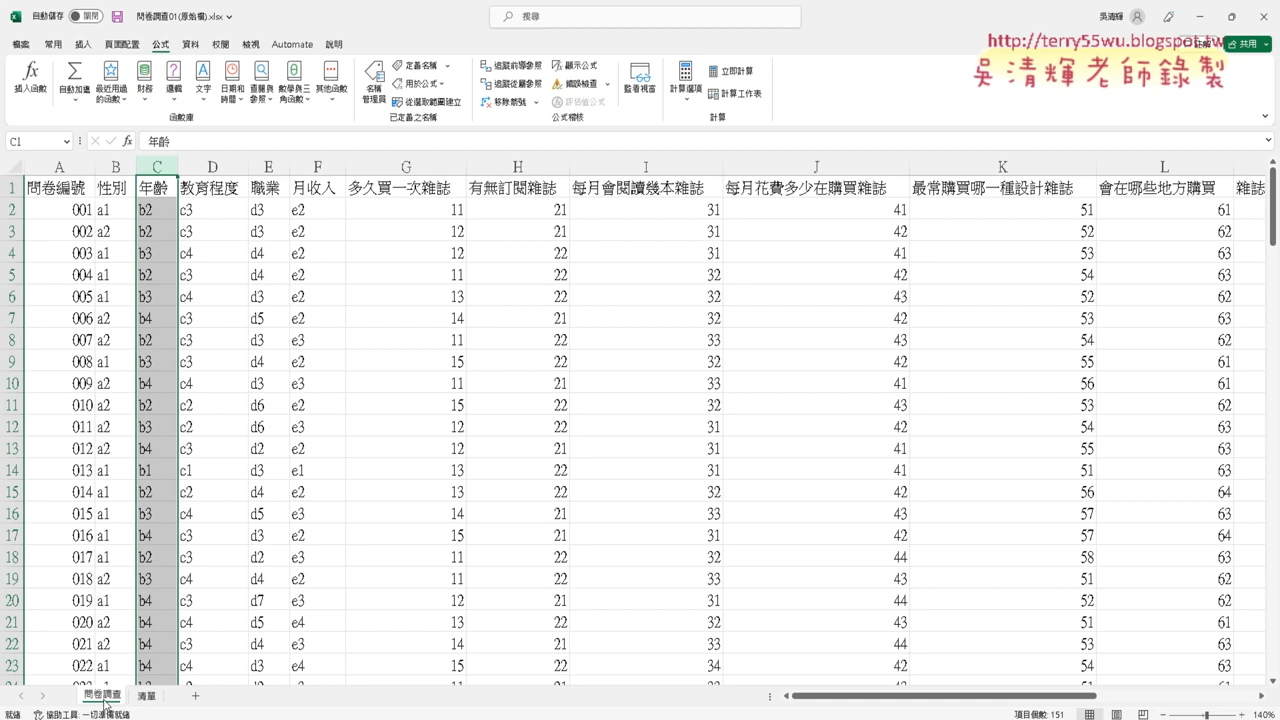 自動儲存 關閉 問卷調查01(原始檔).xlsx 搜尋 吳清輝
檔案 常用 插入 頁面配置 公式 資料 校閱 檢視 Automate 說明 共用
http://terry55wu.blogspot.tw
吳清輝老師錄製
插入函數 自動加總 最近用過的函數 財務 邏輯 文字 日期和時間 查閱與參照 數學與三角函數 其他函數 名稱管理員 定義名稱 用於公式 從選取範圍建立 追蹤前導參照 追蹤從屬參照 移除箭號 顯示公式 錯誤檢查 評估值公式 監看視窗 計算選項 立即計算 計算工作表
函數庫 已定義之名稱 公式稽核 計算
C1 fx 年齡
A B C D E F G H I J K L
1 問卷編號 性別 年齡 教育程度 職業 月收入 多久買一次雜誌 有無訂閱雜誌 每月會閱讀幾本雜誌 每月花費多少在購買雜誌 最常購買哪一種設計雜誌 會在哪些地方購買 雜誌
2 001 a1 b2 c3 d3 e2 11 21 31 41 51 61
3 002 a2 b2 c3 d3 e2 12 21 31 42 52 62
4 003 a1 b3 c4 d4 e2 12 22 31 41 53 63
5 004 a1 b2 c3 d4 e2 11 22 32 42 54 63
6 005 a1 b3 c4 d3 e2 13 22 32 43 52 62
7 006 a2 b4 c3 d5 e2 14 21 32 42 53 63
8 007 a2 b2 c3 d3 e3 11 22 33 43 54 62
9 008 a1 b3 c3 d4 e2 15 22 32 42 55 61
10 009 a2 b4 c4 d3 e3 11 21 33 41 56 61
11 010 a2 b2 c2 d6 e2 15 22 32 43 53 62
12 011 a2 b3 c2 d6 e3 12 22 31 42 54 63
13 012 a2 b4 c3 d2 e2 12 21 31 41 55 63
14 013 a1 b1 c1 d3 e1 13 22 31 41 51 63
15 014 a1 b2 c2 d4 e2 13 22 32 42 56 64
16 015 a1 b3 c4 d5 e3 14 21 33 43 57 63
17 016 a1 b4 c3 d3 e2 15 21 31 42 57 64
18 017 a1 b2 c3 d2 e3 11 22 32 44 58 63
19 018 a2 b3 c4 d4 e2 11 22 33 43 51 62
20 019 a1 b4 c3 d7 e3 12 21 31 44 52 62
21 020 a2 b4 c4 d5 e4 12 22 32 43 51 61
22 021 a2 b4 c3 d4 e3 14 21 33 44 53 63
23 022 a1 b4 c4 d3 e4 15 22 34 42 54 63
問卷調查 清單
就緒 協助工具: 一切準備就緒 項目個數: 151 140%